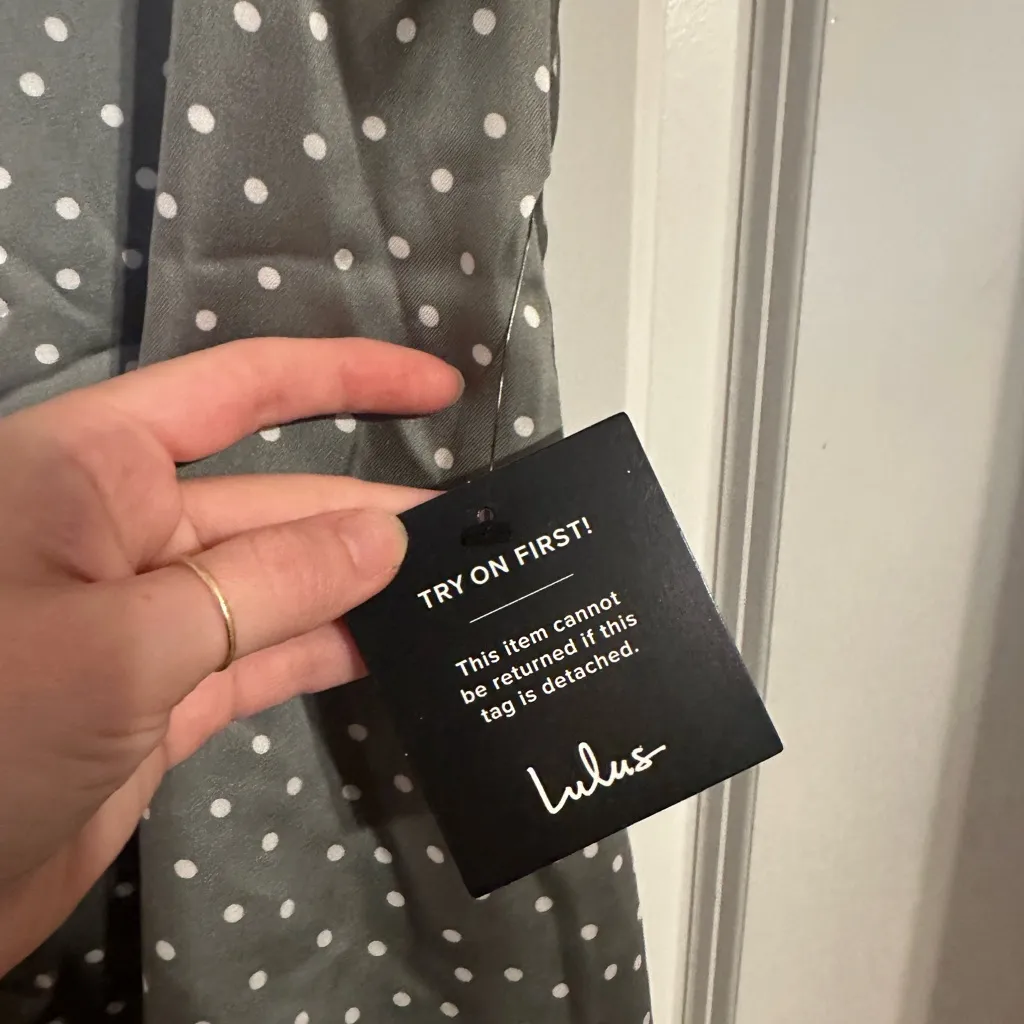 TRY ON FIRST!
This item cannot
be returned if this
tag is detached.
Lulus